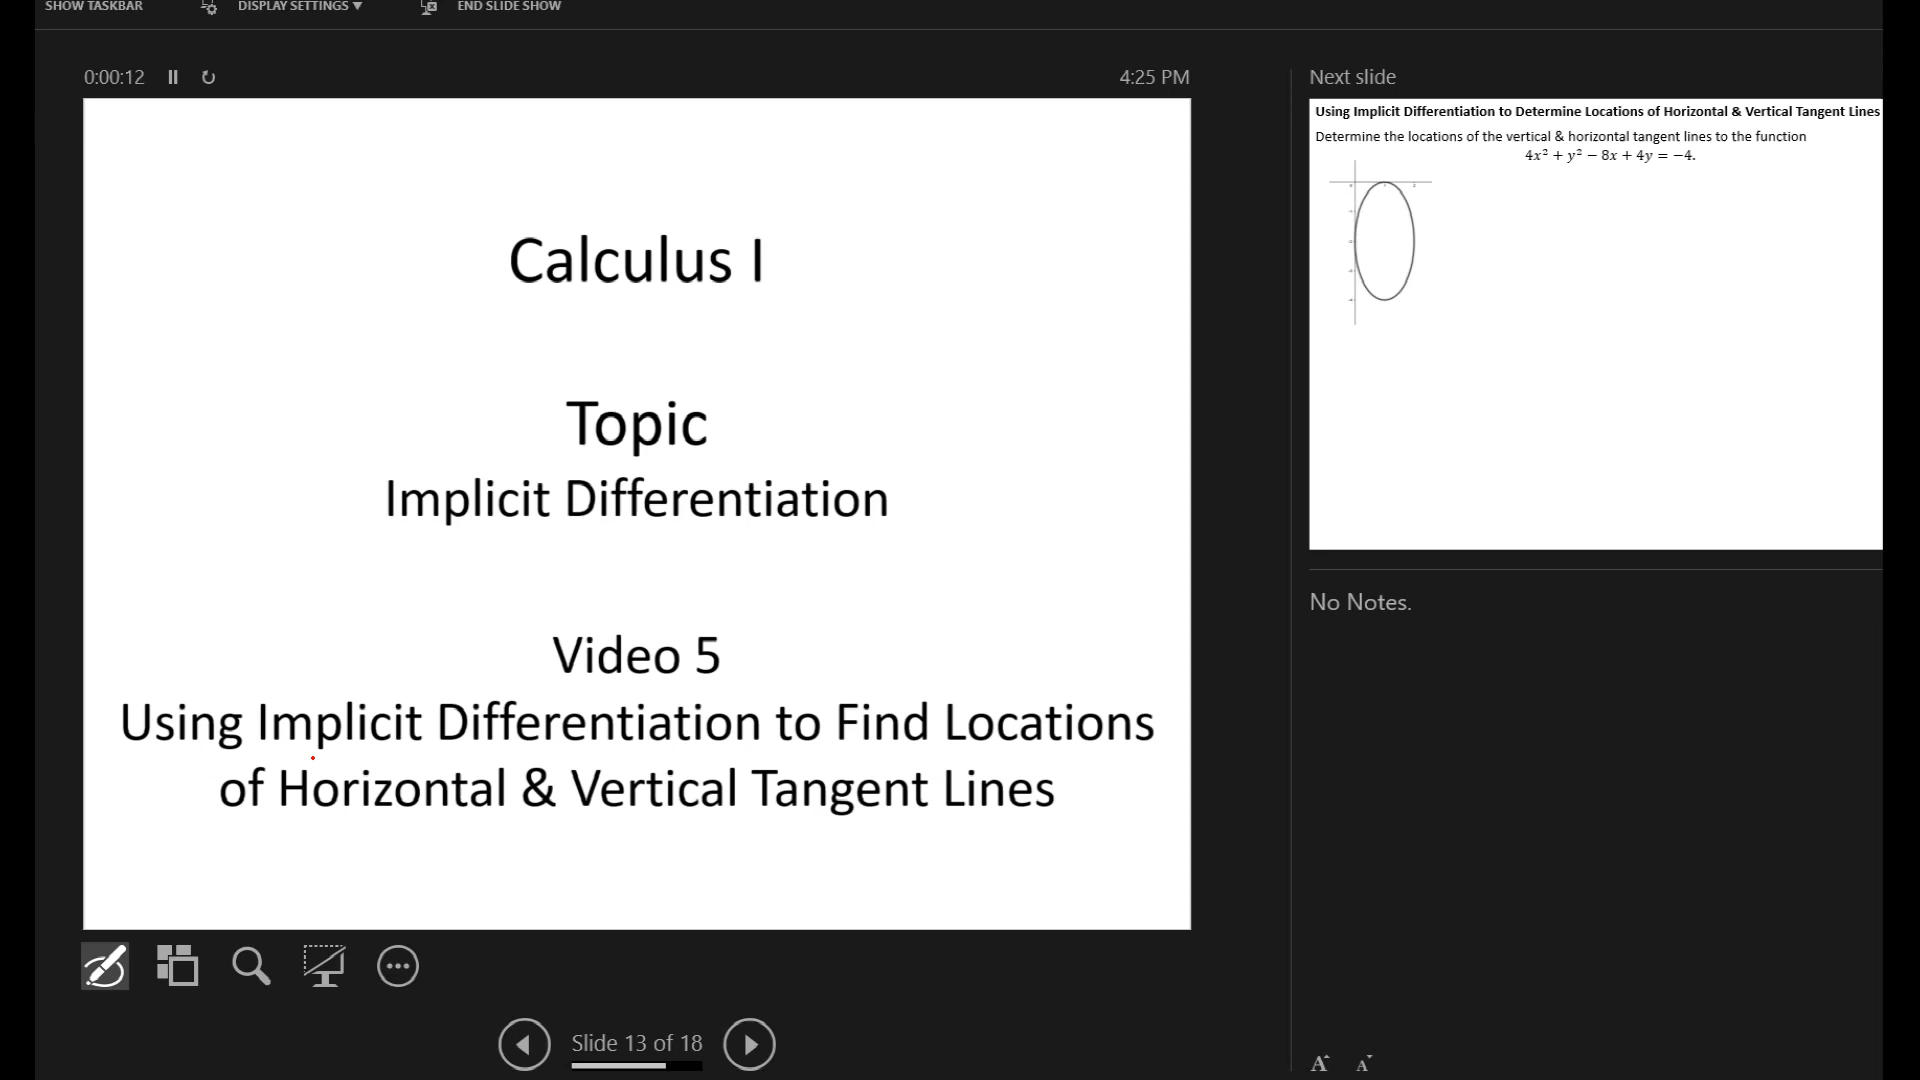 SHOW TASKBAR DISPLAY SETTINGS ▼ END SLIDE SHOW
0:00:12 4:25 PM
Calculus I
Topic
Implicit Differentiation
Video 5
Using Implicit Differentiation to Find Locations
of Horizontal & Vertical Tangent Lines
Slide 13 of 18
Next slide
Using Implicit Differentiation to Determine Locations of Horizontal & Vertical Tangent Lines
Determine the locations of the vertical & horizontal tangent lines to the function
4x² + y² − 8x + 4y = −4.
No Notes.
A A